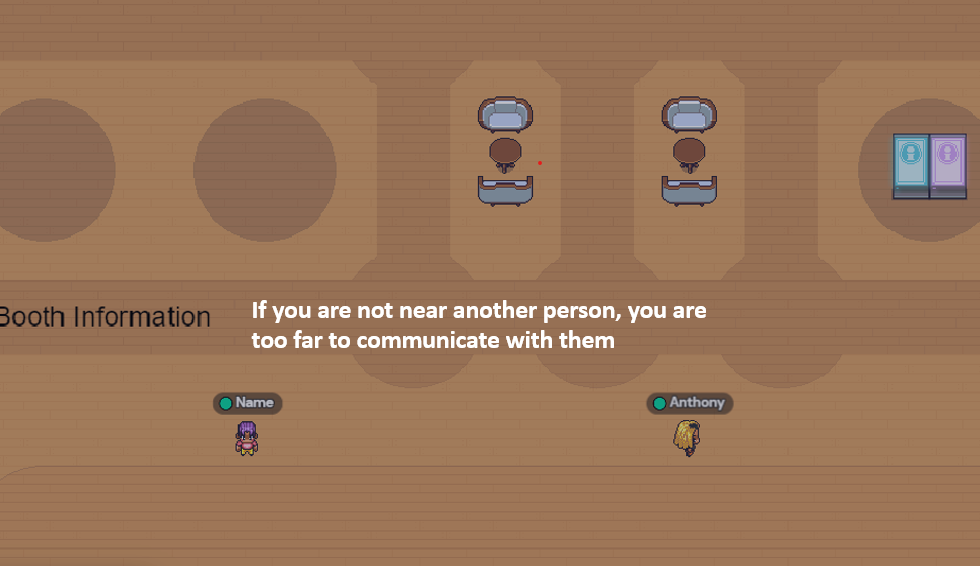 Booth Information
If you are not near another person, you are
too far to communicate with them
Name
Anthony